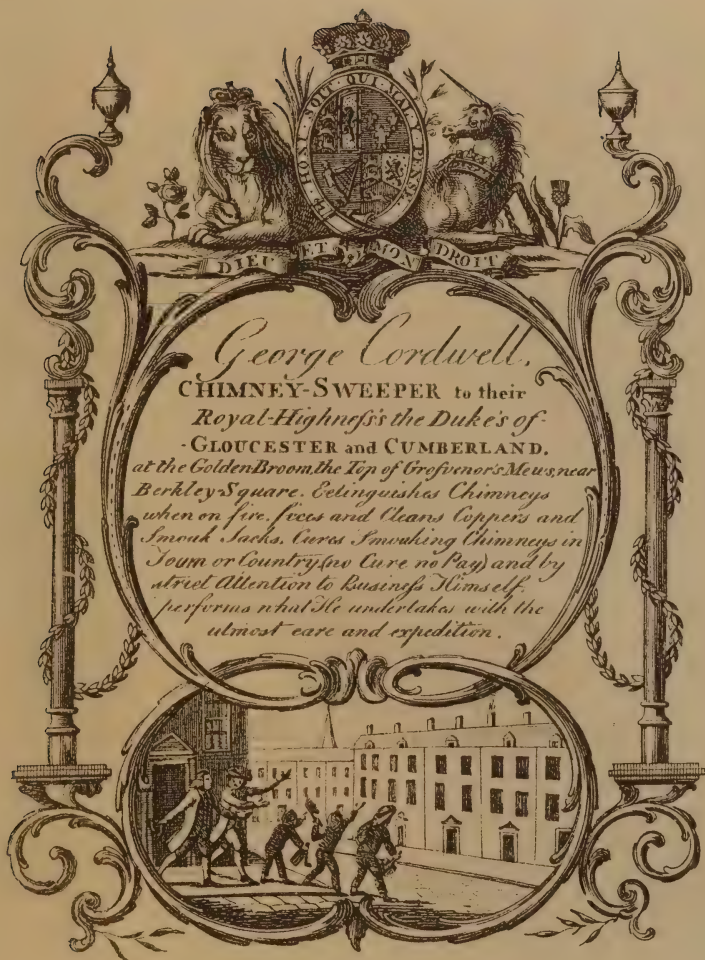 HONI · SOIT · QUI · MAL · Y · PENSE
DIEU ET MON DROIT
George Cordwell,
CHIMNEY-SWEEPER to their
Royal-Highneſs's the Duke's of
GLOUCESTER and CUMBERLAND.
at the Golden Broom, the Top of Groſvenor's Mews, near
Berkley-Square. Extinguishes Chimneys
when on fire. fixes and Cleans Coppers and
Smoak Jacks. Cures Smoaking Chimneys in
Town or Country (no Cure no Pay) and by
strict Attention to Buſineſs Himself.
performs what He undertakes with the
utmost care and expedition.